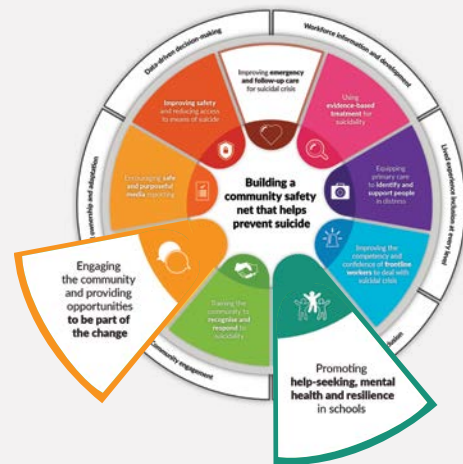 Data-driven decision-making
Workforce information and development
Lived experience inclusion at every level
ownership and adaptation
Community engagement
Improving emergency
and follow-up care
for suicidal crisis
Using
evidence-based
treatment for
suicidality
Equipping
primary care
to identify and
support people
in distress
Improving the
competency and
confidence of frontline
workers to deal with
suicidal crisis
Promoting
help-seeking, mental
health and resilience
in schools
Training the
community to
recognise and
respond to
suicidality
Engaging
the community
and providing
opportunities
to be part of
the change
Encouraging safe
and purposeful
media reporting
Improving safety
and reducing access
to means of suicide
Building a
community safety
net that helps
prevent suicide